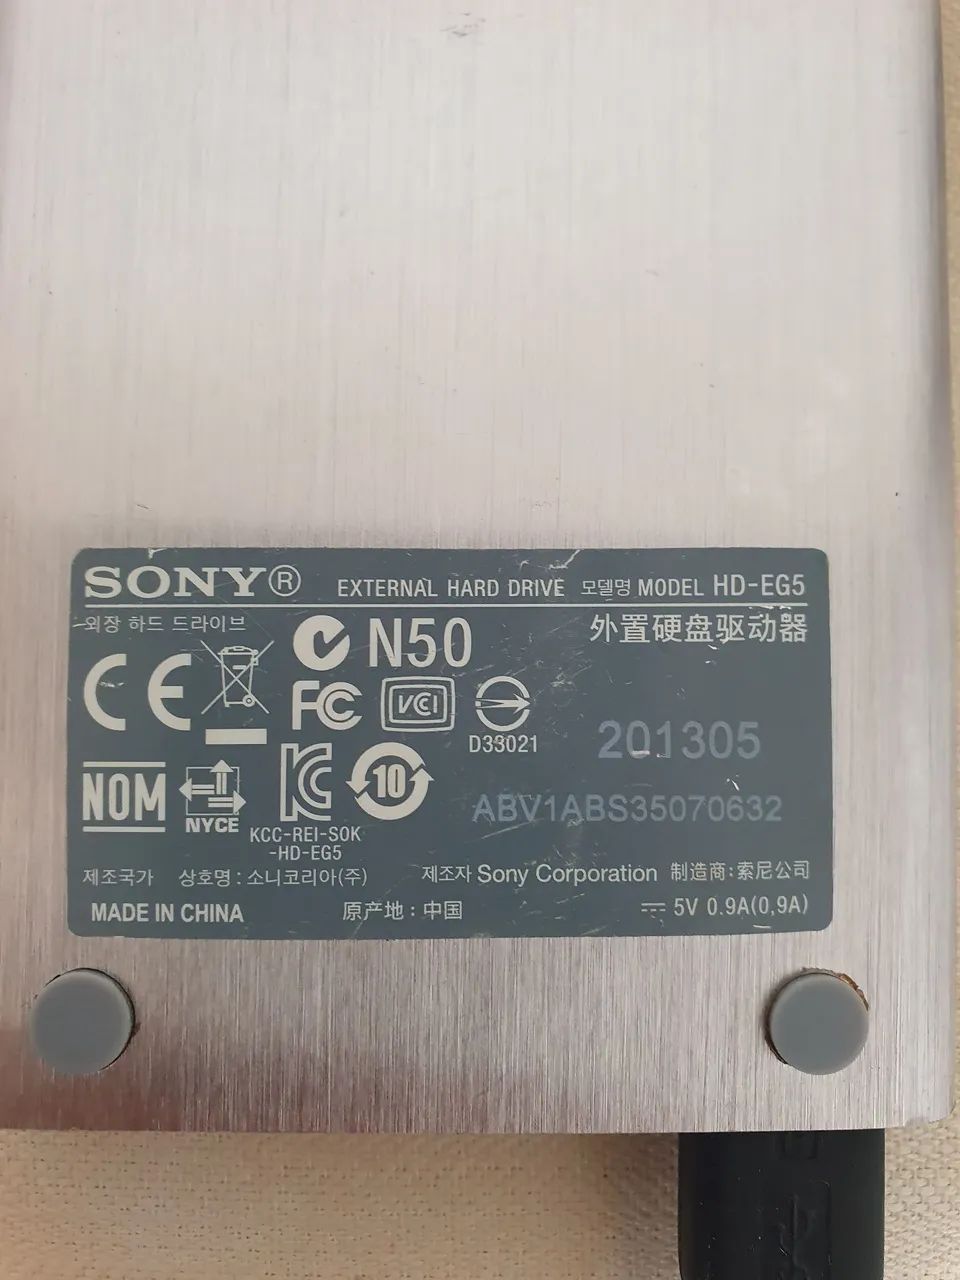 SONY® EXTERNAL HARD DRIVE 모델명 MODEL HD-EG5
외장 하드 드라이브 N50 外置硬盘驱动器
CE FC VCI
D33021 201305
NOM NYCE KC 10 ABV1ABS35070632
KCC-REI-SOK
-HD-EG5
제조국가 상호명 : 소니코리아(주) 제조자 Sony Corporation 制造商:索尼公司
MADE IN CHINA 原产地 : 中国 5V 0.9A(0,9A)